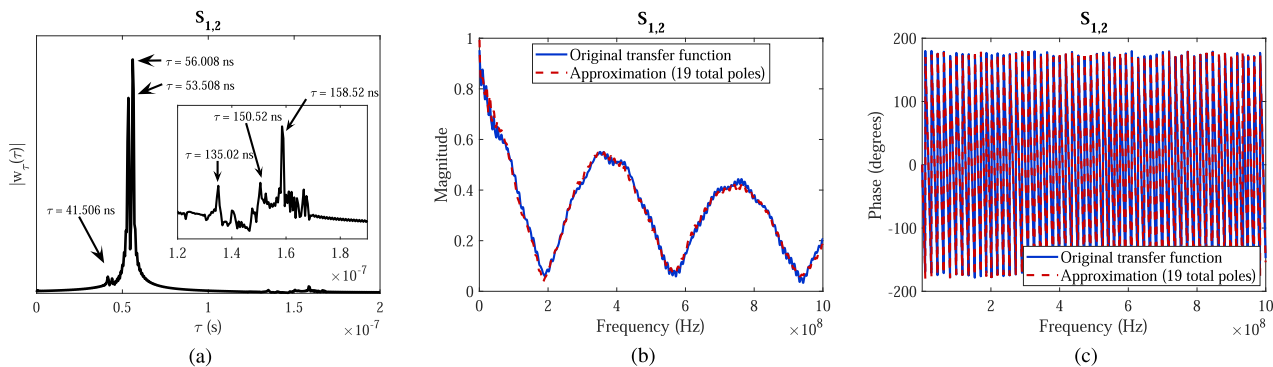 S1,2
τ = 56.008 ns
τ = 53.508 ns
τ = 158.52 ns
τ = 150.52 ns
τ = 135.02 ns
τ = 41.506 ns
|wτ(τ)|
1.2 1.4 1.6 1.8
×10-7
0 0.5 1 1.5 2
τ (s)
×10-7
(a)
S1,2
Original transfer function
Approximation (19 total poles)
1
0.8
0.6
0.4
0.2
0
Magnitude
0 2 4 6 8 10
Frequency (Hz)
×108
(b)
S1,2
200
100
0
-100
-200
Phase (degrees)
Original transfer function
Approximation (19 total poles)
2 4 6 8 10
Frequency (Hz)
×108
(c)